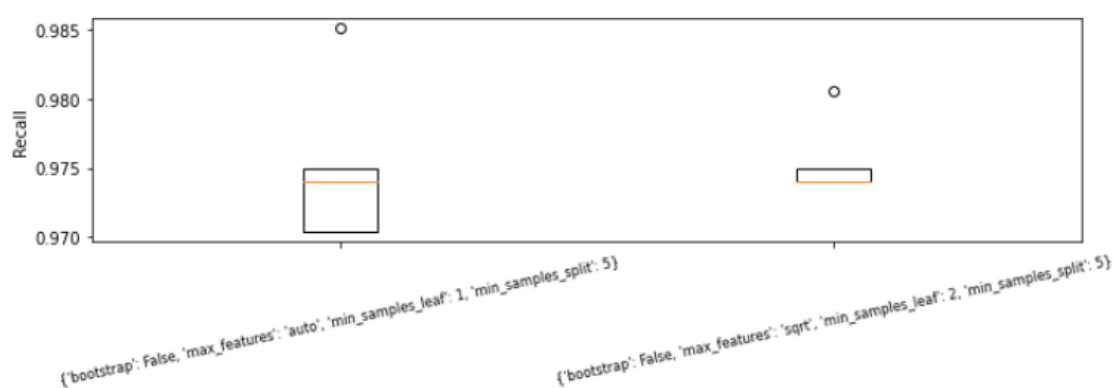 Recall
0.985
0.980
0.975
0.970
{'bootstrap': False, 'max_features': 'auto', 'min_samples_leaf': 1, 'min_samples_split': 5}
{'bootstrap': False, 'max_features': 'sqrt', 'min_samples_leaf': 2, 'min_samples_split': 5}